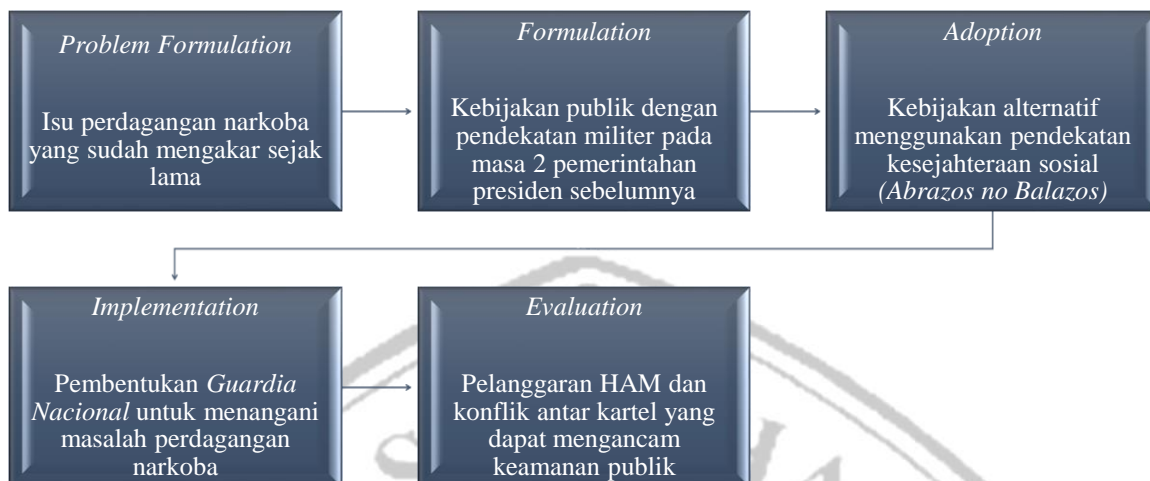 Problem Formulation
Isu perdagangan narkoba
yang sudah mengakar sejak
lama
Formulation
Kebijakan publik dengan
pendekatan militer pada
masa 2 pemerintahan
presiden sebelumnya
Adoption
Kebijakan alternatif
menggunakan pendekatan
kesejahteraan sosial
(Abrazos no Balazos)
Implementation
Pembentukan Guardia
Nacional untuk menangani
masalah perdagangan
narkoba
Evaluation
Pelanggaran HAM dan
konflik antar kartel yang
dapat mengancam
keamanan publik